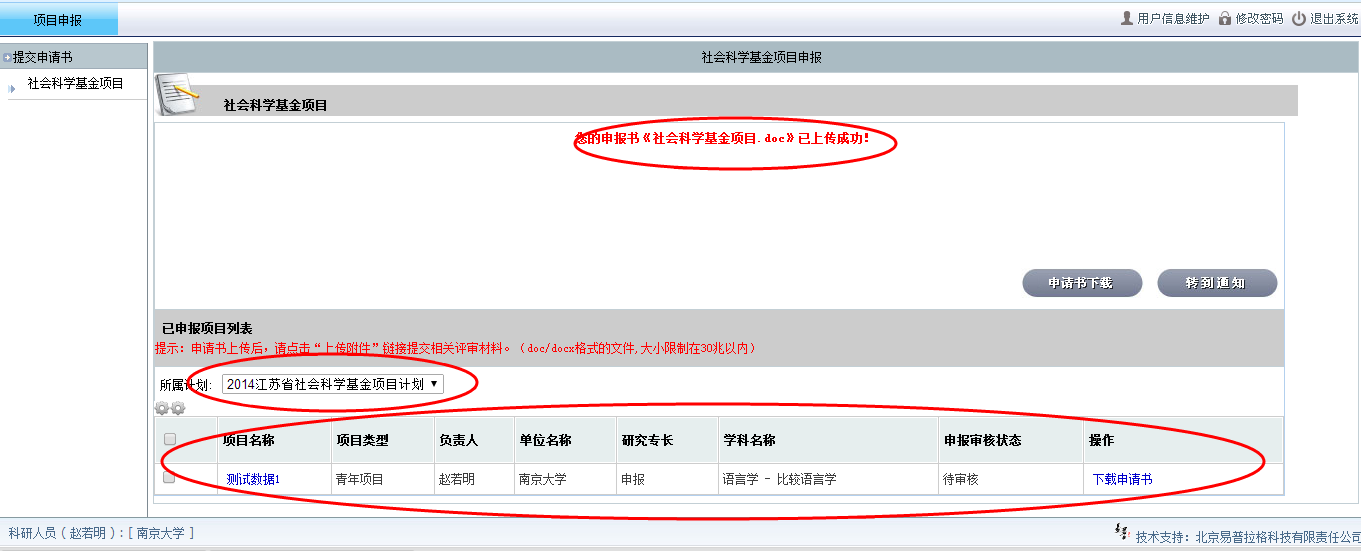 项目申报
用户信息维护 修改密码 退出系统
提交申请书
社会科学基金项目
社会科学基金项目申报
社会科学基金项目
您的申报书《社会科学基金项目.doc》已上传成功!
申请书下载 转到通知
已申报项目列表
提示：申请书上传后，请点击“上传附件”链接提交相关评审材料。（doc/docx格式的文件,大小限制在30兆以内）
所属计划: 2014江苏省社会科学基金项目计划
项目名称 项目类型 负责人 单位名称 研究专长 学科名称 申报审核状态 操作
测试数据1 青年项目 赵若明 南京大学 申报 语言学 - 比较语言学 待审核 下载申请书
科研人员（赵若明）: [ 南京大学 ]
技术支持：北京易普拉格科技有限责任公司